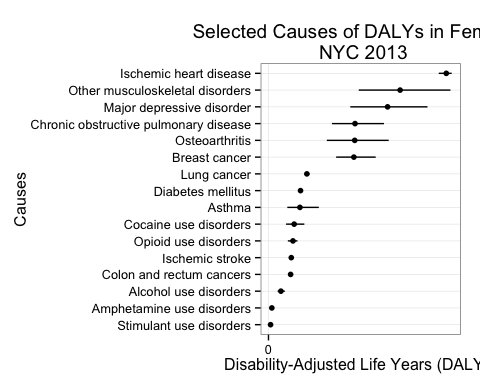 Selected Causes of DALYs in Fem
NYC 2013
Causes
Ischemic heart disease
Other musculoskeletal disorders
Major depressive disorder
Chronic obstructive pulmonary disease
Osteoarthritis
Breast cancer
Lung cancer
Diabetes mellitus
Asthma
Cocaine use disorders
Opioid use disorders
Ischemic stroke
Colon and rectum cancers
Alcohol use disorders
Amphetamine use disorders
Stimulant use disorders
0
Disability-Adjusted Life Years (DALY